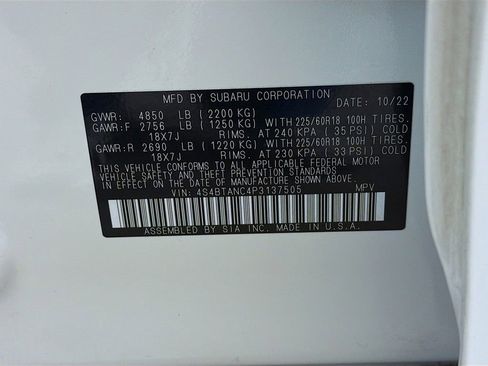 MFD BY SUBARU CORPORATION DATE: 10/22
GVWR: 4850 LB (2200 KG)
GAWR:F 2756 LB (1250 KG) WITH 225/60R18 100H TIRES.
18X7J RIMS. AT 240 KPA (35 PSI) COLD
GAWR:R 2690 LB (1220 KG) WITH 225/60R18 100H TIRES.
18X7J RIMS. AT 230 KPA (33 PSI) COLD
THIS VEHICLE CONFORMS TO ALL APPLICABLE FEDERAL MOTOR
VEHICLE SAFETY AND THEFT PREVENTION STANDARDS
IN EFFECT ON THE DATE OF MANUFACTURE SHOWN ABOVE.
VIN: 4S4BTANC4P3137505 MPV
ASSEMBLED BY SIA INC. MADE IN U.S.A.